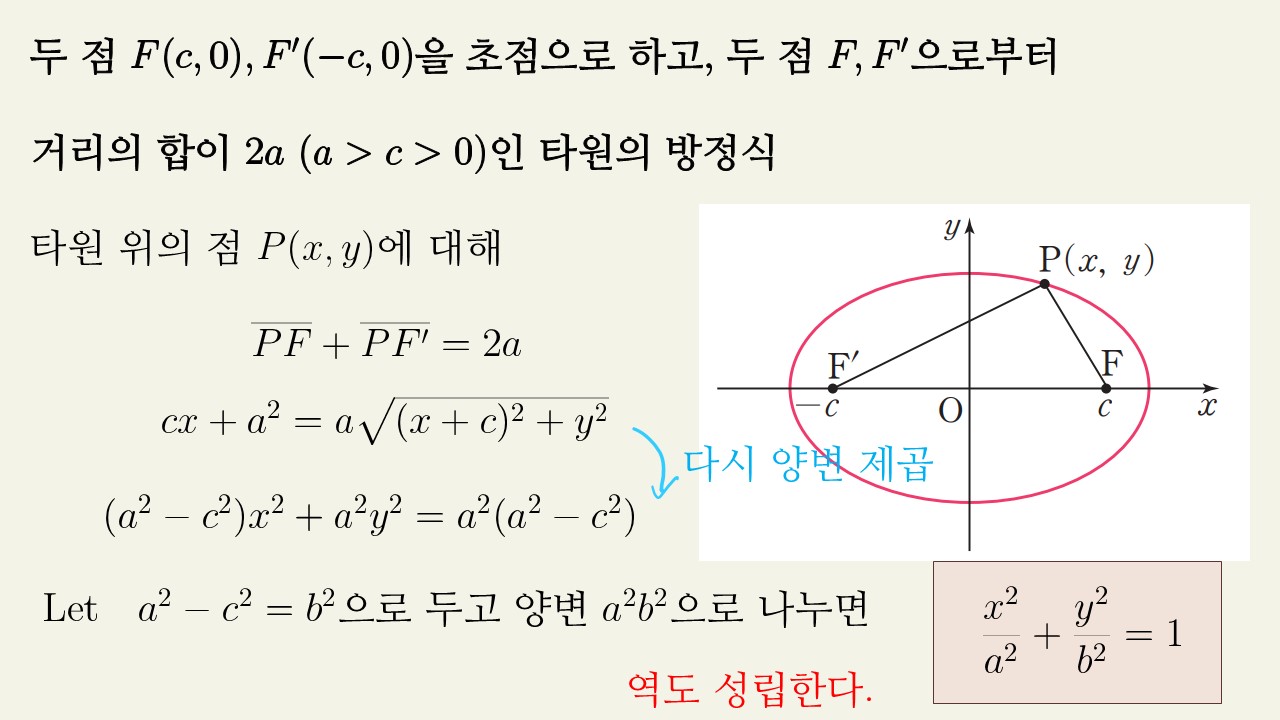 두 점 F(c, 0), F′(−c, 0)을 초점으로 하고, 두 점 F, F′으로부터
거리의 합이 2a (a > c > 0)인 타원의 방정식
타원 위의 점 P(x, y)에 대해
$\overline{PF} + \overline{PF'} = 2a$
$cx + a^2 = a\sqrt{(x + c)^2 + y^2}$
다시 양변 제곱
$(a^2 - c^2)x^2 + a^2y^2 = a^2(a^2 - c^2)$
Let $a^2 - c^2 = b^2$으로 두고 양변 $a^2b^2$으로 나누면
$\frac{x^2}{a^2} + \frac{y^2}{b^2} = 1$
역도 성립한다.
y
P(x, y)
F′
F
−c
O
c
x